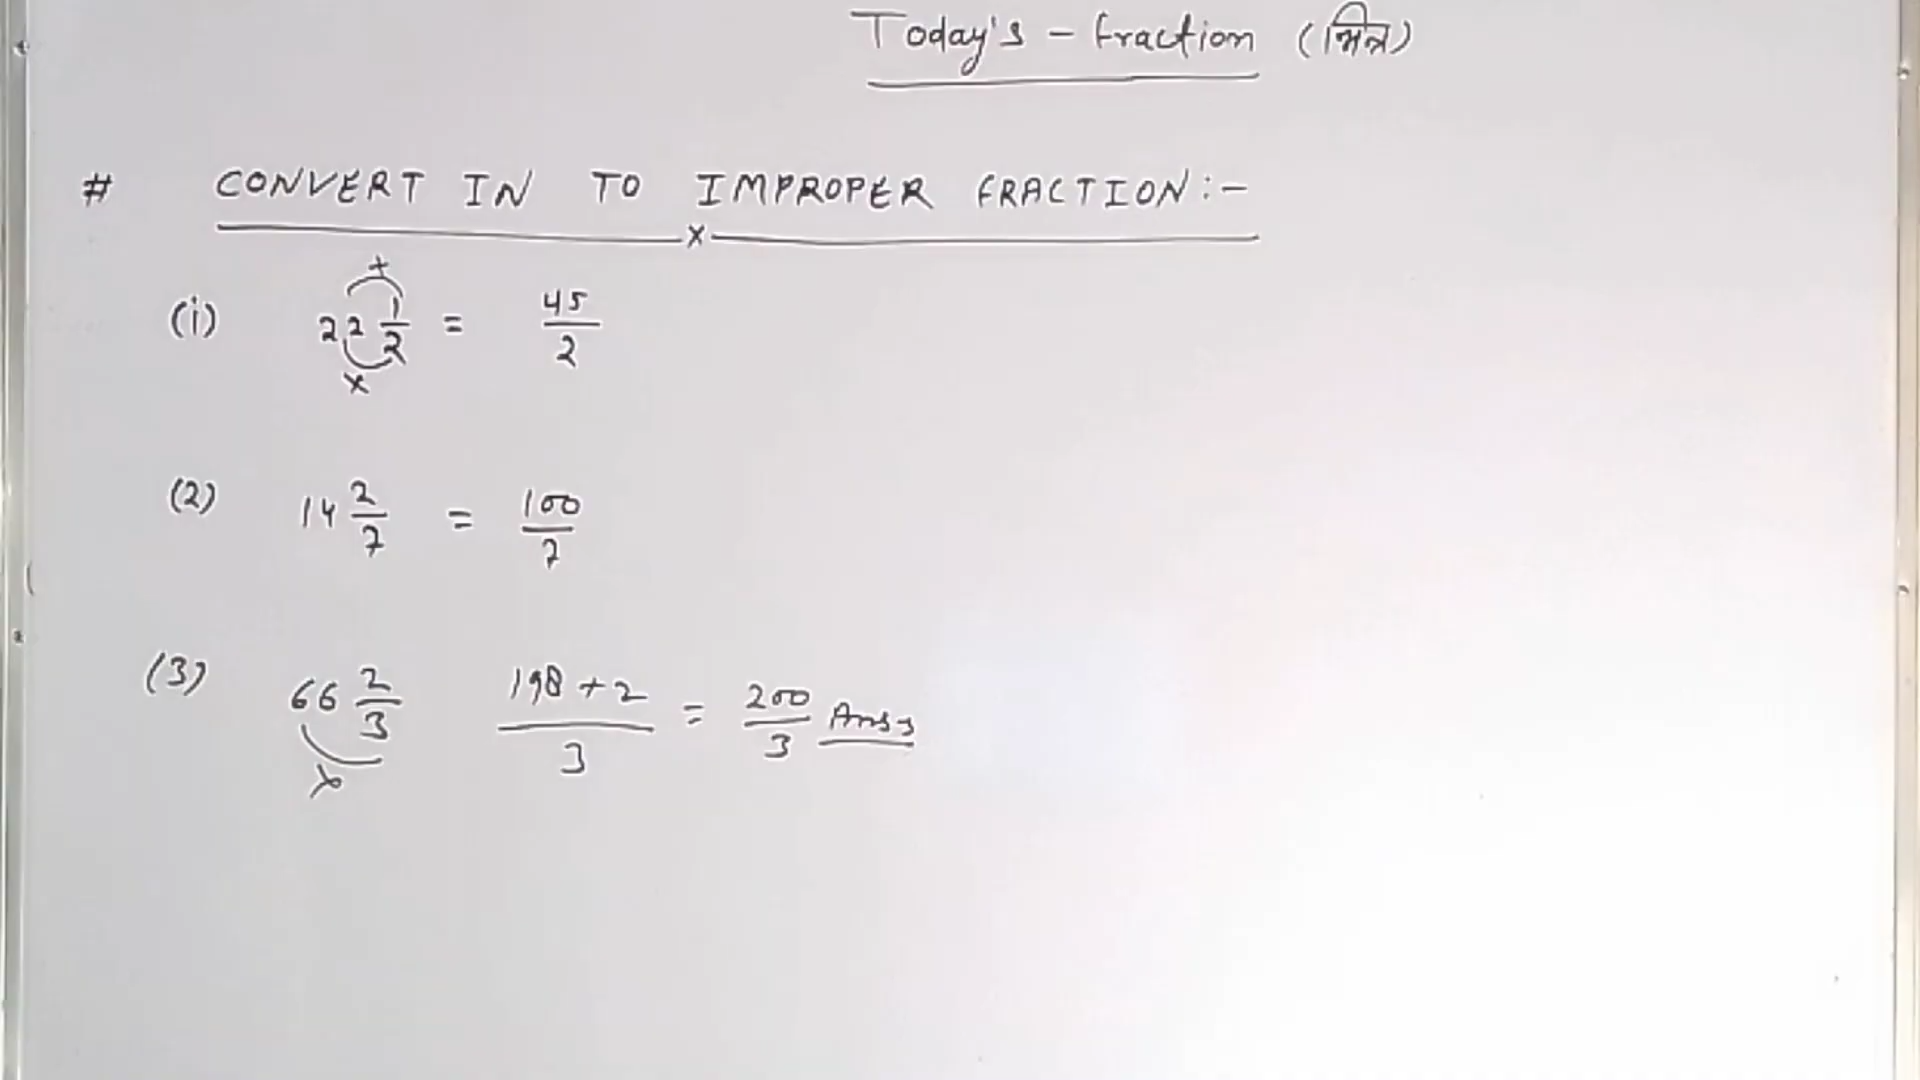 Today's - fraction (भिन्न)
# CONVERT IN TO IMPROPER FRACTION:-
x
(i) 22 1/2 = 45/2
+
x
(2) 14 2/7 = 100/7
(3) 66 2/3 198+2/3 = 200/3 Ans
x